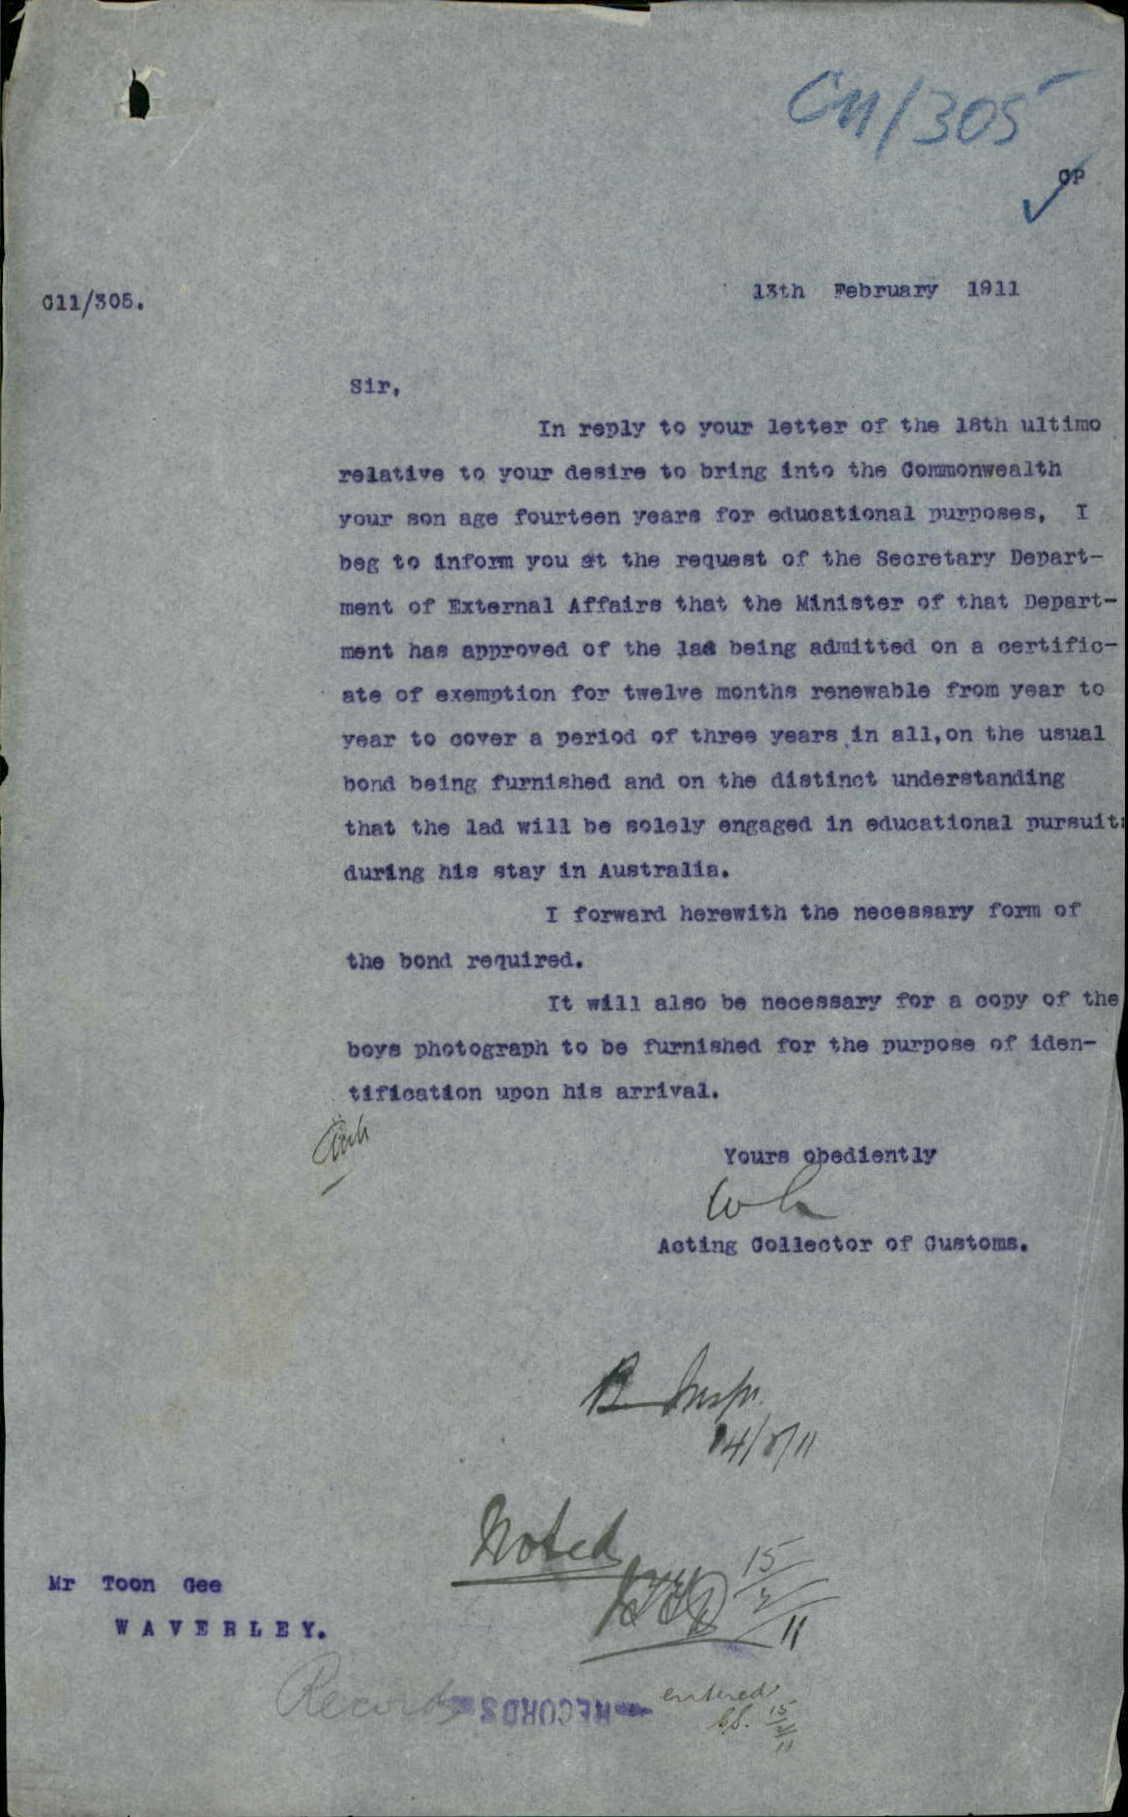 C11/305
CP
13th February 1911
C11/305.
Sir,
In reply to your letter of the 18th ultimo
relative to your desire to bring into the Commonwealth
your son age fourteen years for educational purposes, I
beg to inform you at the request of the Secretary Depart-
ment of External Affairs that the Minister of that Depart-
ment has approved of the lad being admitted on a certific-
ate of exemption for twelve months renewable from year to
year to cover a period of three years in all, on the usual
bond being furnished and on the distinct understanding
that the lad will be solely engaged in educational pursuits
during his stay in Australia.
I forward herewith the necessary form of
the bond required.
It will also be necessary for a copy of the
boys photograph to be furnished for the purpose of iden-
tification upon his arrival.
Yours obediently
Acting Collector of Customs.
B. Inspr.
14/2/11
Noted
15/2/11
Mr Toon Gee
WAVERLEY.
Records
RECORDS
entered
15/2/11